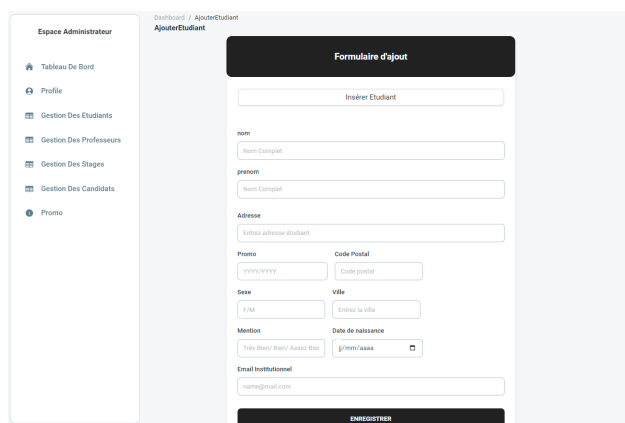 Dashboard / AjouterEtudiant
AjouterEtudiant
Espace Administrateur
Tableau De Bord
Profile
Gestion Des Etudiants
Gestion Des Professeurs
Gestion Des Stages
Gestion Des Candidats
Promo
Formulaire d'ajout
Insérer Etudiant
nom
Nom Complet
prenom
Nom Complet
Adresse
Entrez adresse étudiant
Promo Code Postal
YYYY/YYYY Code postal
Sexe Ville
F/M Entrez la ville
Mention Date de naissance
Très Bien/ Bien/ Assez Bier jj/mm/aaaa
Email Institutionnel
name@mail.com
ENREGISTRER